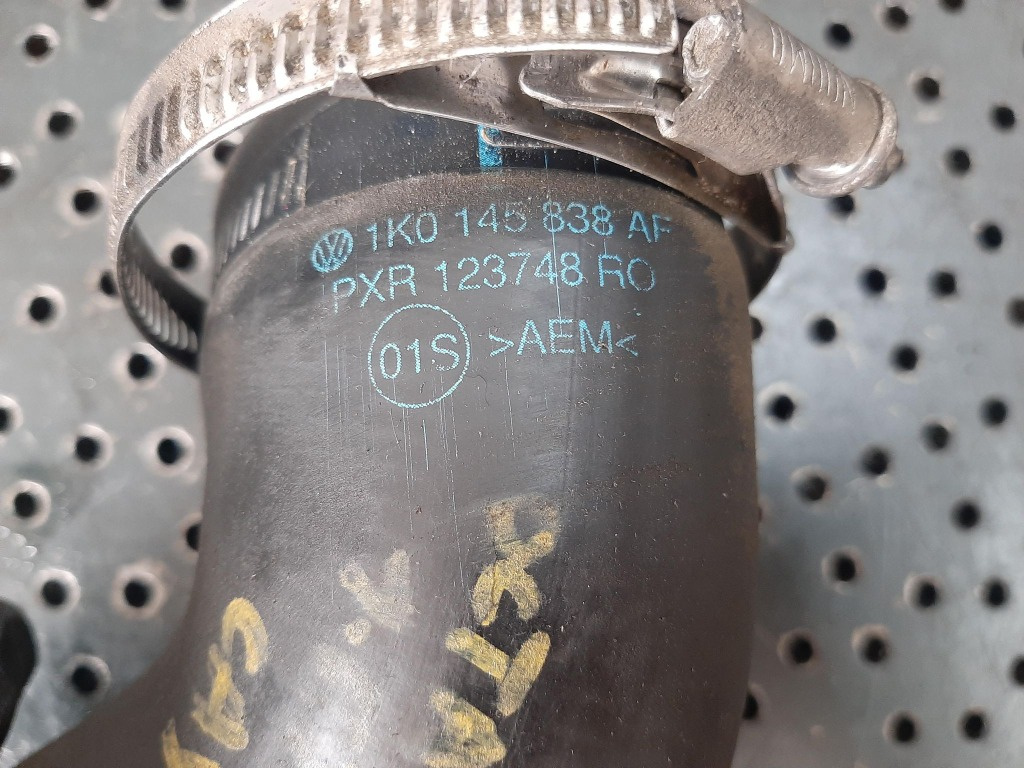 1K0 145 838 AF
PXR 123748 RO
01S >AEM<